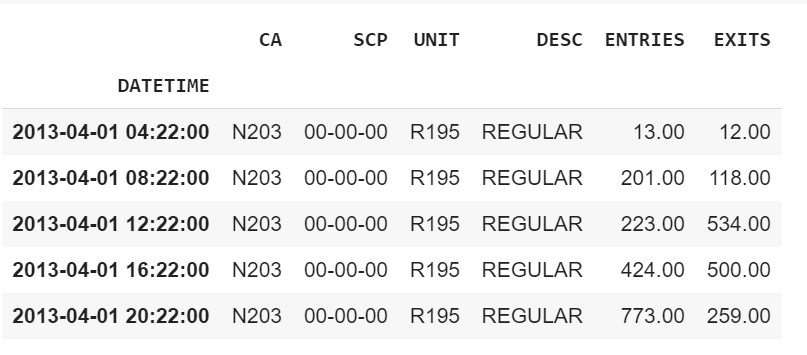 CA SCP UNIT DESC ENTRIES EXITS
DATETIME
2013-04-01 04:22:00 N203 00-00-00 R195 REGULAR 13.00 12.00
2013-04-01 08:22:00 N203 00-00-00 R195 REGULAR 201.00 118.00
2013-04-01 12:22:00 N203 00-00-00 R195 REGULAR 223.00 534.00
2013-04-01 16:22:00 N203 00-00-00 R195 REGULAR 424.00 500.00
2013-04-01 20:22:00 N203 00-00-00 R195 REGULAR 773.00 259.00